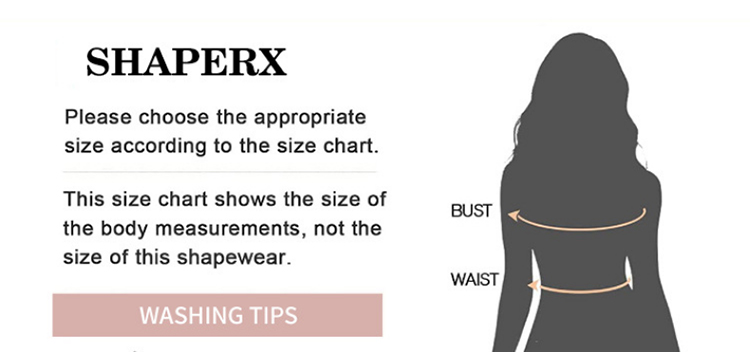 SHAPERX
Please choose the appropriate
size according to the size chart.
This size chart shows the size of
the body measurements, not the
size of this shapewear.
WASHING TIPS
BUST
WAIST